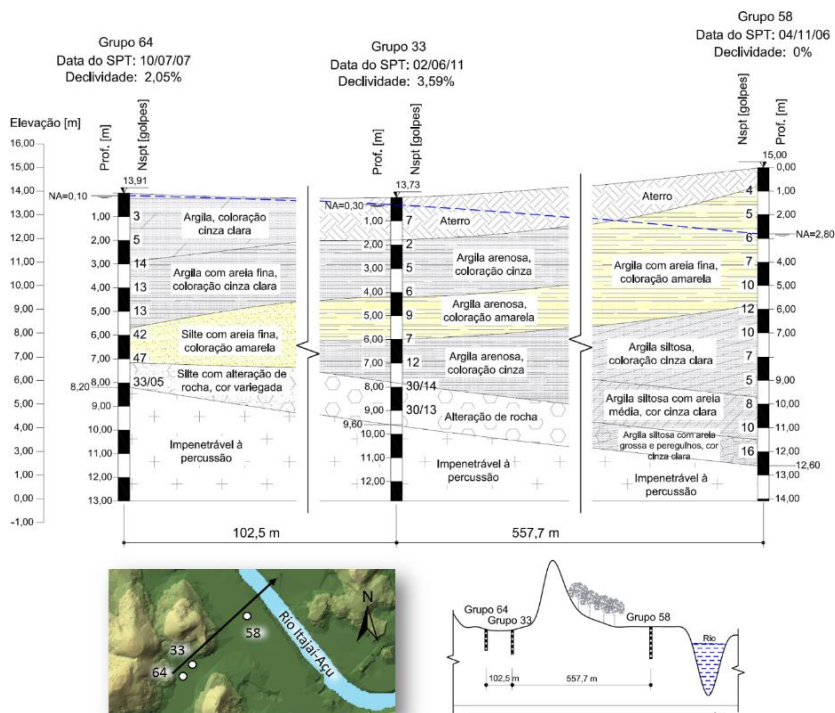 Grupo 64
Data do SPT: 10/07/07
Declividade: 2,05%
Grupo 33
Data do SPT: 02/06/11
Declividade: 3,59%
Grupo 58
Data do SPT: 04/11/06
Declividade: 0%
Elevação [m]
16,00
15,00
14,00
13,00
12,00
11,00
10,00
9,00
8,00
7,00
6,00
5,00
4,00
3,00
2,00
1,00
0,00
-1,00
Prof. [m]
Nspt [golpes]
13,91
NA=0,10
1,00
2,00
3,00
4,00
5,00
6,00
7,00
8,00
8,20
9,00
10,00
11,00
12,00
13,00
3
5
14
13
13
42
47
33/05
Argila, coloração
cinza clara
Argila com areia fina,
coloração cinza clara
Silte com areia fina,
coloração amarela
Silte com alteração de
rocha, cor variegada
Impenetrável à
percussão
Prof. [m]
Nspt [golpes]
13,73
NA=0,30
1,00
2,00
3,00
4,00
5,00
6,00
7,00
8,00
9,00
9,60
10,00
11,00
12,00
7
2
5
6
9
7
12
30/14
30/13
Aterro
Argila arenosa,
coloração cinza
Argila arenosa,
coloração amarela
Argila arenosa,
coloração cinza
Alteração de rocha
Impenetrável à
percussão
Nspt [golpes]
Prof. [m]
15,00
Aterro
Argila com areia fina,
coloração amarela
Argila siltosa,
coloração cinza clara
Argila siltosa com areia
média, cor cinza clara
Argila siltosa com areia
grossa e peregulhos, cor
cinza clara
Impenetrável à
percussão
4
5
6
7
10
12
10
7
5
8
10
16
0,00
1,00
2,00
NA=2,60
4,00
5,00
6,00
9,00
10,00
11,00
12,60
14,00
102,5 m
557,7 m
N
Rio Itajaí-Açu
58
33
64
Grupo 64
Grupo 33
Grupo 58
Rio
102,5 m
557,7 m